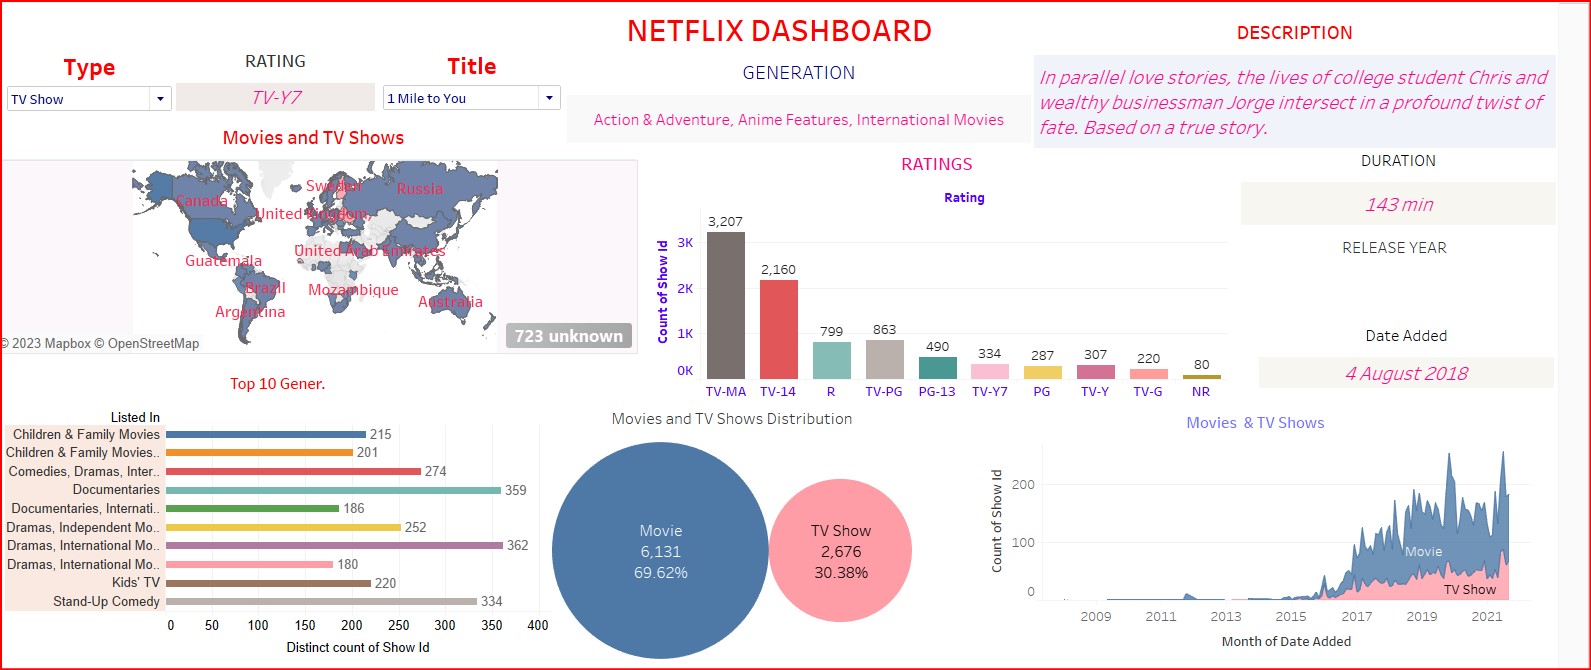 NETFLIX DASHBOARD
DESCRIPTION
Type
RATING
Title
GENERATION
TV Show
TV-Y7
1 Mile to You
Action & Adventure, Anime Features, International Movies
In parallel love stories, the lives of college student Chris and
wealthy businessman Jorge intersect in a profound twist of
fate. Based on a true story.
Movies and TV Shows
Canada
Sweden
Russia
United Kingdom,
United Arab Emirates
Guatemala
Brazil
Mozambique
Argentina
Australia
723 unknown
© 2023 Mapbox © OpenStreetMap
RATINGS
Rating
Count of Show Id
3K
2K
1K
0K
3,207
2,160
799
863
490
334
287
307
220
80
TV-MA
TV-14
R
TV-PG
PG-13
TV-Y7
PG
TV-Y
TV-G
NR
DURATION
143 min
RELEASE YEAR
Date Added
4 August 2018
Top 10 Gener.
Listed In
Children & Family Movies 215
Children & Family Movies.. 201
Comedies, Dramas, Inter.. 274
Documentaries 359
Documentaries, Internati.. 186
Dramas, Independent Mo.. 252
Dramas, International Mo.. 362
Dramas, International Mo.. 180
Kids' TV 220
Stand-Up Comedy 334
0 50 100 150 200 250 300 350 400
Distinct count of Show Id
Movies and TV Shows Distribution
Movie
6,131
69.62%
TV Show
2,676
30.38%
Movies & TV Shows
Count of Show Id
200
100
0
Movie
TV Show
2009 2011 2013 2015 2017 2019 2021
Month of Date Added